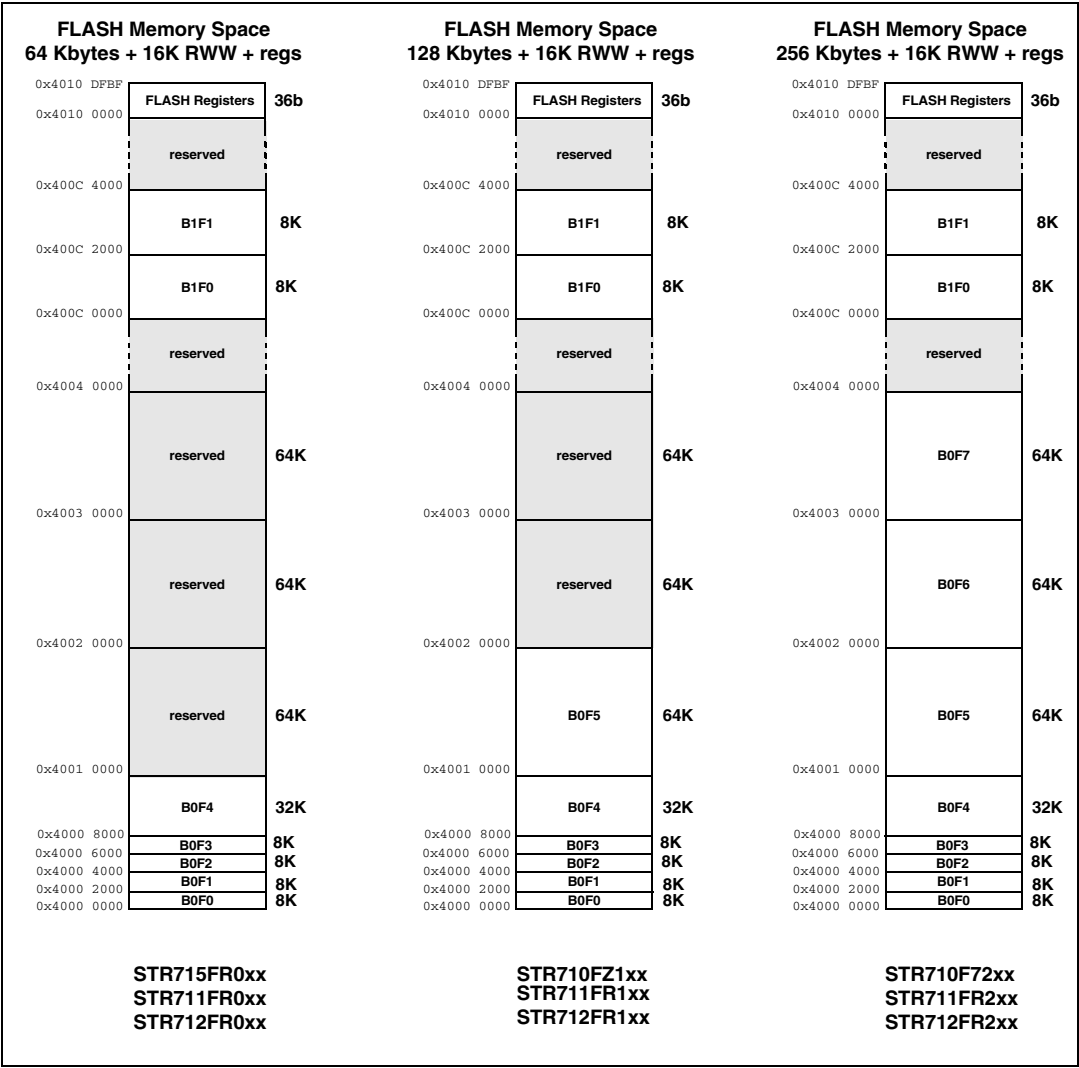 FLASH Memory Space
64 Kbytes + 16K RWW + regs
0x4010 DFBF
FLASH Registers
36b
0x4010 0000
reserved
0x400C 4000
B1F1
8K
0x400C 2000
B1F0
8K
0x400C 0000
reserved
0x4004 0000
reserved
64K
0x4003 0000
reserved
64K
0x4002 0000
reserved
64K
0x4001 0000
B0F4
32K
0x4000 8000
B0F3
8K
0x4000 6000
B0F2
8K
0x4000 4000
B0F1
8K
0x4000 2000
B0F0
8K
0x4000 0000
STR715FR0xx
STR711FR0xx
STR712FR0xx
FLASH Memory Space
128 Kbytes + 16K RWW + regs
0x4010 DFBF
FLASH Registers
36b
0x4010 0000
reserved
0x400C 4000
B1F1
8K
0x400C 2000
B1F0
8K
0x400C 0000
reserved
0x4004 0000
reserved
64K
0x4003 0000
reserved
64K
0x4002 0000
B0F5
64K
0x4001 0000
B0F4
32K
0x4000 8000
B0F3
8K
0x4000 6000
B0F2
8K
0x4000 4000
B0F1
8K
0x4000 2000
B0F0
8K
0x4000 0000
STR710FZ1xx
STR711FR1xx
STR712FR1xx
FLASH Memory Space
256 Kbytes + 16K RWW + regs
0x4010 DFBF
FLASH Registers
36b
0x4010 0000
reserved
0x400C 4000
B1F1
8K
0x400C 2000
B1F0
8K
0x400C 0000
reserved
0x4004 0000
B0F7
64K
0x4003 0000
B0F6
64K
0x4002 0000
B0F5
64K
0x4001 0000
B0F4
32K
0x4000 8000
B0F3
8K
0x4000 6000
B0F2
8K
0x4000 4000
B0F1
8K
0x4000 2000
B0F0
8K
0x4000 0000
STR710F72xx
STR711FR2xx
STR712FR2xx